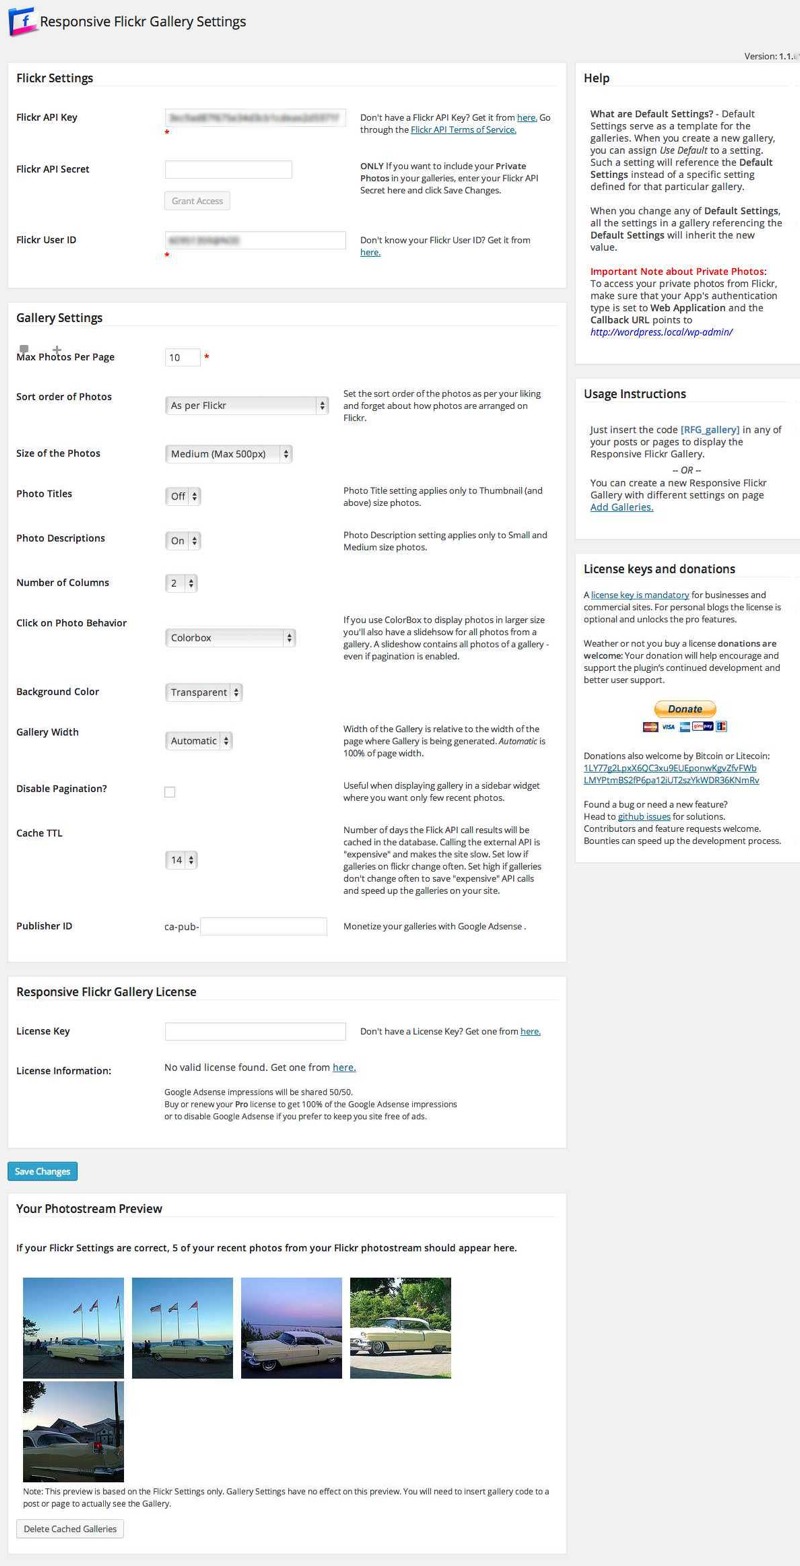 Responsive Flickr Gallery Settings
Version: 1.1.
Flickr Settings
Flickr API Key
*
Don't have a Flickr API Key? Get it from here. Go
through the Flickr API Terms of Service.
Flickr API Secret
Grant Access
ONLY If you want to include your Private
Photos in your galleries, enter your Flickr API
Secret here and click Save Changes.
Flickr User ID
*
Don't know your Flickr User ID? Get it from
here.
Gallery Settings
Max Photos Per Page
10 *
Sort order of Photos
As per Flickr
Set the sort order of the photos as per your liking
and forget about how photos are arranged on
Flickr.
Size of the Photos
Medium (Max 500px)
Photo Titles
Off
Photo Title setting applies only to Thumbnail (and
above) size photos.
Photo Descriptions
On
Photo Description setting applies only to Small and
Medium size photos.
Number of Columns
2
Click on Photo Behavior
Colorbox
If you use ColorBox to display photos in larger size
you'll also have a slidehsow for all photos from a
gallery. A slideshow contains all photos of a gallery -
even if pagination is enabled.
Background Color
Transparent
Gallery Width
Automatic
Width of the Gallery is relative to the width of the
page where Gallery is being generated. Automatic is
100% of page width.
Disable Pagination?
Useful when displaying gallery in a sidebar widget
where you want only few recent photos.
Cache TTL
14
Number of days the Flick API call results will be
cached in the database. Calling the external API is
"expensive" and makes the site slow. Set low if
galleries on flickr change often. Set high if galleries
don't change often to save "expensive" API calls
and speed up the galleries on your site.
Publisher ID
ca-pub-
Monetize your galleries with Google Adsense .
Responsive Flickr Gallery License
License Key
Don't have a License Key? Get one from here.
License Information:
No valid license found. Get one from here.
Google Adsense impressions will be shared 50/50.
Buy or renew your Pro license to get 100% of the Google Adsense impressions
or to disable Google Adsense if you prefer to keep you site free of ads.
Save Changes
Your Photostream Preview
If your Flickr Settings are correct, 5 of your recent photos from your Flickr photostream should appear here.
Note: This preview is based on the Flickr Settings only. Gallery Settings have no effect on this preview. You will need to insert gallery code to a
post or page to actually see the Gallery.
Delete Cached Galleries
Help
What are Default Settings? - Default
Settings serve as a template for the
galleries. When you create a new gallery,
you can assign Use Default to a setting.
Such a setting will reference the Default
Settings instead of a specific setting
defined for that particular gallery.
When you change any of Default Settings,
all the settings in a gallery referencing the
Default Settings will inherit the new
value.
Important Note about Private Photos:
To access your private photos from Flickr,
make sure that your App's authentication
type is set to Web Application and the
Callback URL points to
http://wordpress.local/wp-admin/
Usage Instructions
Just insert the code [RFG_gallery] in any of
your posts or pages to display the
Responsive Flickr Gallery.
-- OR --
You can create a new Responsive Flickr
Gallery with different settings on page
Add Galleries.
License keys and donations
A license key is mandatory for businesses and
commercial sites. For personal blogs the license is
optional and unlocks the pro features.
Weather or not you buy a license donations are
welcome: Your donation will help encourage and
support the plugin's continued development and
better user support.
Donate
VISA
Donations also welcome by Bitcoin or Litecoin:
1LY77g2LpxX6QC3xu9EUEponwKgvZfvFWb
LMYPtmBS2fP6pa12iUT2szYkWDR36KNmRv
Found a bug or need a new feature?
Head to github issues for solutions.
Contributors and feature requests welcome.
Bounties can speed up the development process.